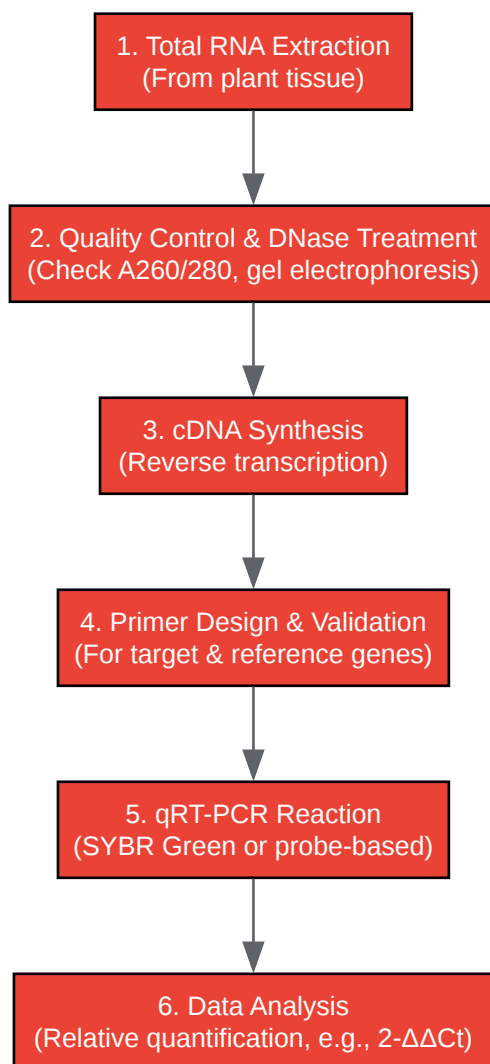 1. Total RNA Extraction
(From plant tissue)
2. Quality Control & DNase Treatment
(Check A260/280, gel electrophoresis)
3. cDNA Synthesis
(Reverse transcription)
4. Primer Design & Validation
(For target & reference genes)
5. qRT-PCR Reaction
(SYBR Green or probe-based)
6. Data Analysis
(Relative quantification, e.g., 2-ΔΔCt)